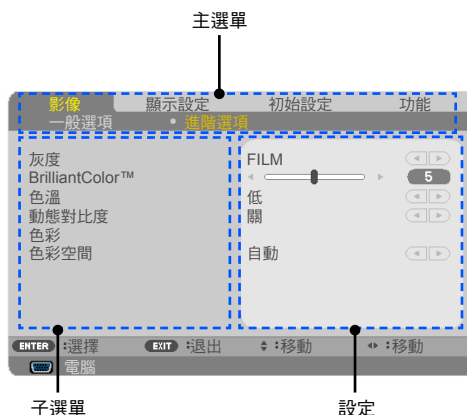 主選單
影像 顯示設定 初始設定 功能
一般選項 • 進階選項
灰度 FILM
BrilliantColor™ 5
色溫 低
動態對比度 關
色彩
色彩空間 自動
ENTER :選擇 EXIT :退出 :移動 :移動
電腦
子選單 設定